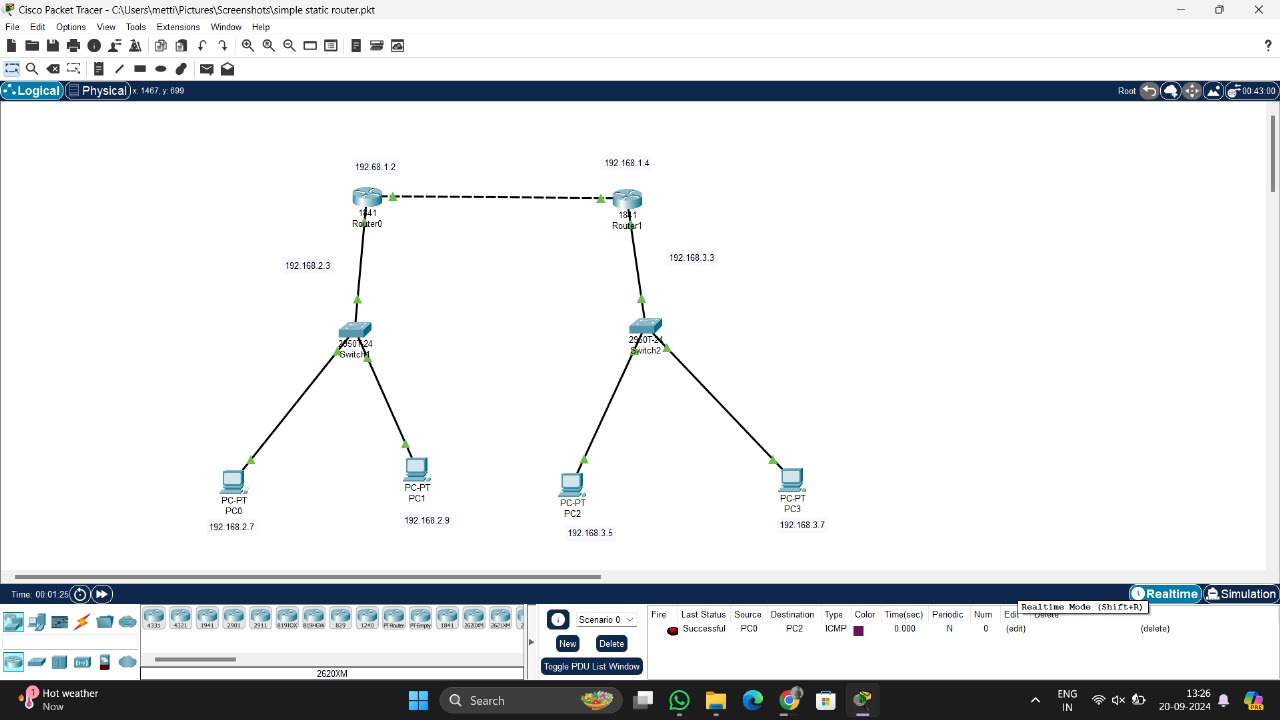 Cisco Packet Tracer - C:\Users\metti\Pictures\Screenshots\simple static router.pkt
File Edit Options View Tools Extensions Window Help
?
Logical Physical x: 1467, y: 699 Root 00:43:00
192.68.1.2
192.168.1.4
1841
Router0
1841
Router1
192.168.2.3
192.168.3.3
2950T-24
Switch1
2950T-24
Switch2
PC-PT
PC0
192.168.2.7
PC-PT
PC1
192.168.2.9
PC-PT
PC2
192.168.3.5
PC-PT
PC3
192.168.3.7
Time: 00:01:25 Realtime Simulation
Realtime Mode (Shift+R)
4331 4321 1941 2901 2911 819IOX 819HGW 829 1240 PT-Router PT-Empty 1841 2620XM 2621XM
2620XM
Scenario 0
New Delete
Toggle PDU List Window
Fire Last Status Source Destination Type Color Time(sec) Periodic Num Edit Delete
Successful PC0 PC2 ICMP 0.000 N 0 (edit) (delete)
1 Hot weather
Now
Search
ENG
IN
13:26
20-09-2024
PRE